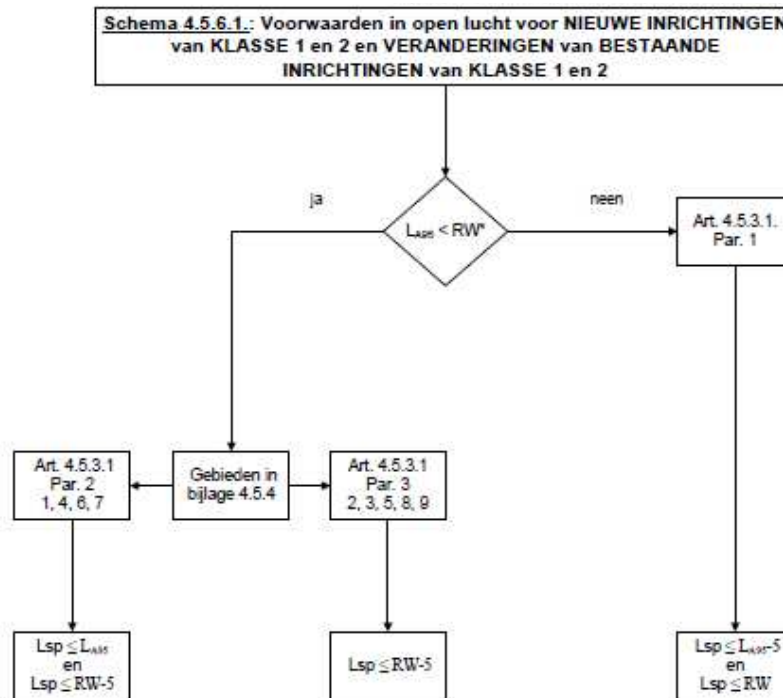 Schema 4.5.6.1.: Voorwaarden in open lucht voor NIEUWE INRICHTINGEN
van KLASSE 1 en 2 en VERANDERINGEN van BESTAANDE
INRICHTINGEN van KLASSE 1 en 2
ja
neen
LA95 < RW*
Art. 4.5.3.1.
Par. 1
Art. 4.5.3.1
Par. 2
1, 4, 6, 7
Gebieden in
bijlage 4.5.4
Art. 4.5.3.1
Par. 3
2, 3, 5, 8, 9
Lsp ≤ LA95
en
Lsp ≤ RW-5
Lsp ≤ RW-5
Lsp ≤ LA95-5
en
Lsp ≤ RW